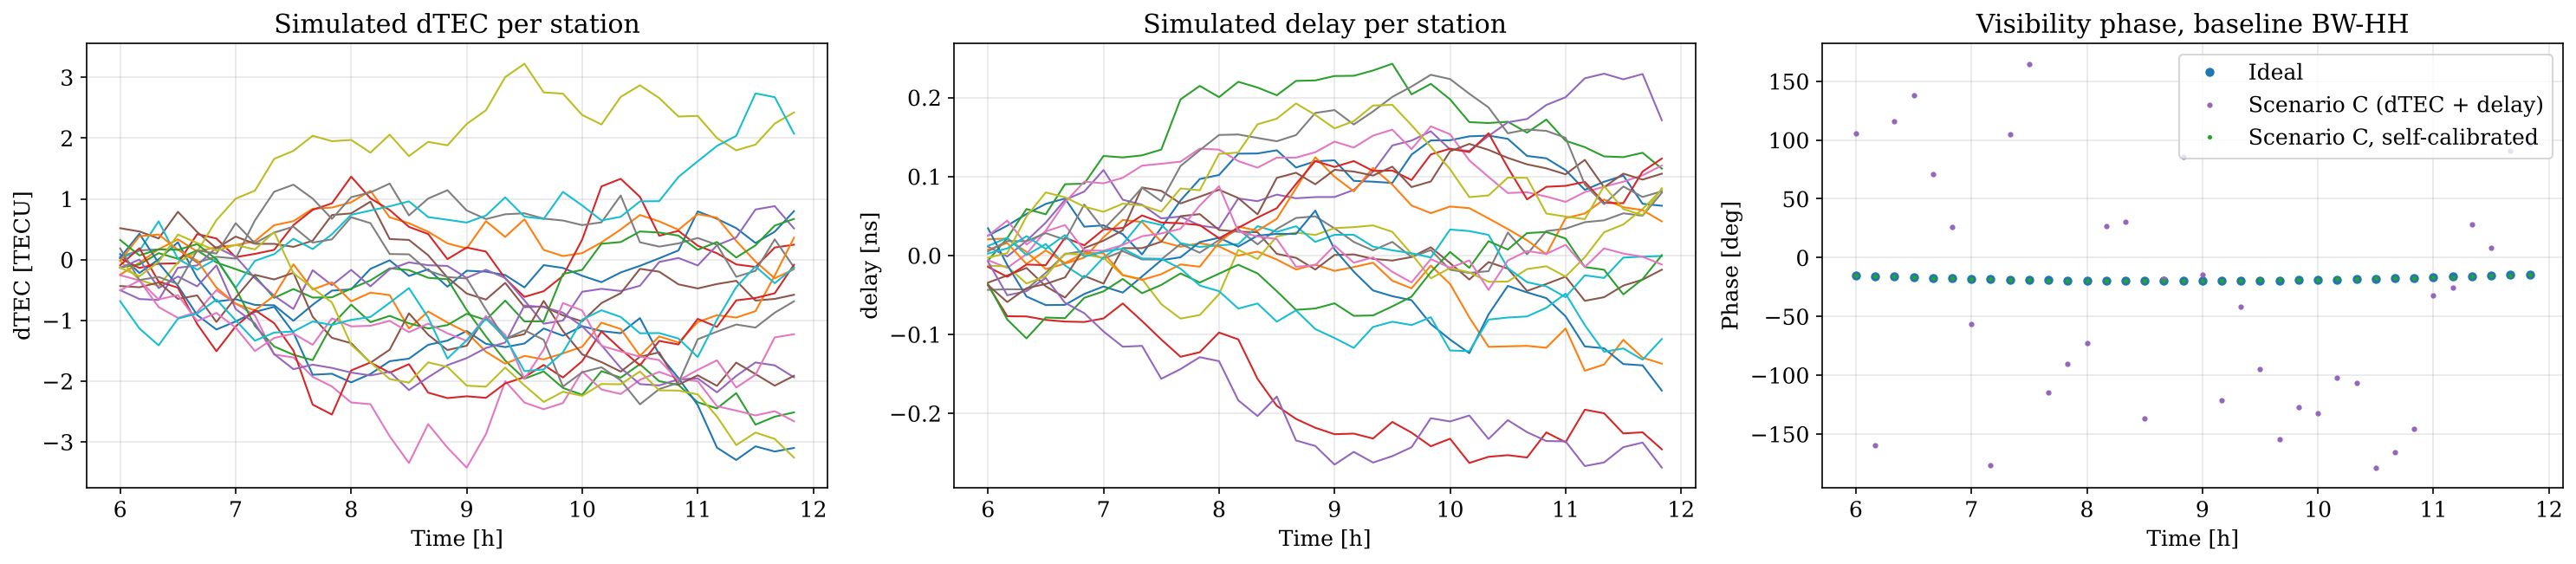 Simulated dTEC per station
dTEC [TECU]
3
2
1
0
−1
−2
−3
6 7 8 9 10 11 12
Time [h]
Simulated delay per station
delay [ns]
0.2
0.1
0.0
−0.1
−0.2
6 7 8 9 10 11 12
Time [h]
Visibility phase, baseline BW-HH
Phase [deg]
150
100
50
0
−50
−100
−150
Ideal
Scenario C (dTEC + delay)
Scenario C, self-calibrated
6 7 8 9 10 11 12
Time [h]